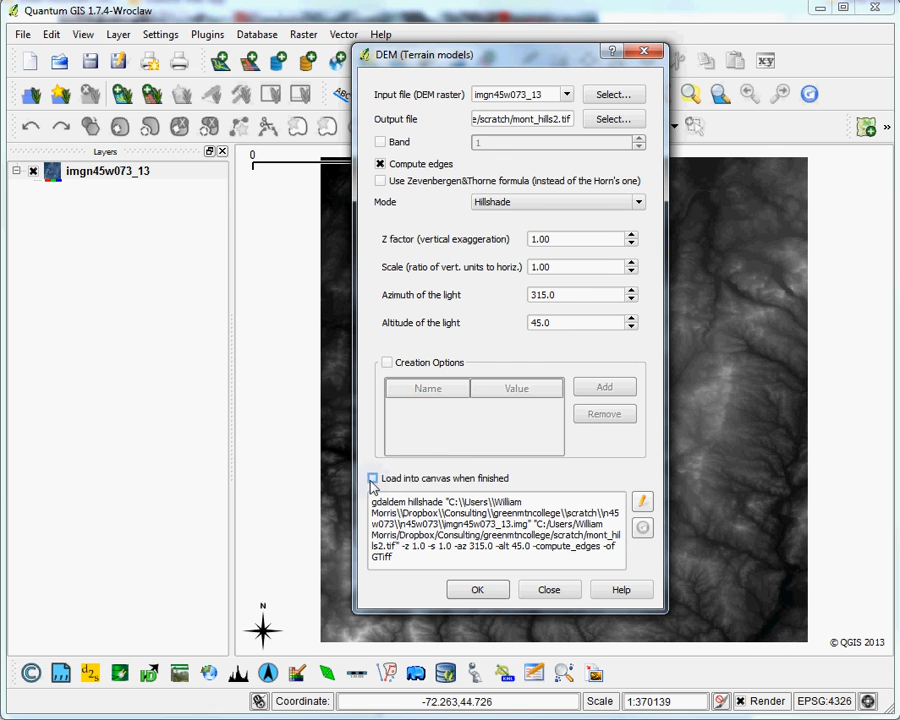 Quantum GIS 1.7.4-Wroclaw
File Edit View Layer Settings Plugins Database Raster Vector Help
DEM (Terrain models)
Input file (DEM raster) imgn45w073_13 Select...
Output file e/scratch/mont_hills2.tif Select...
Band 1
Compute edges
Use Zevenbergen&Thorne formula (instead of the Horn's one)
Mode Hillshade
Z factor (vertical exaggeration) 1.00
Scale (ratio of vert. units to horiz.) 1.00
Azimuth of the light 315.0
Altitude of the light 45.0
Creation Options
Name Value Add
Remove
Load into canvas when finished
gdaldem hillshade "C:\\Users\\William
Morris\\Dropbox\\Consulting\\greenmtncollege\\scratch\\n45
w073\\n45w073\\imgn45w073_13.img" "C:/Users/William
Morris/Dropbox/Consulting/greenmtncollege/scratch/mont_hi
lls2.tif" -z 1.0 -s 1.0 -az 315.0 -alt 45.0 -compute_edges -of
GTiff
OK Close Help
Layers
imgn45w073_13
0
N
© QGIS 2013
ABC
xy
Coordinate: -72.263,44.726 Scale 1:370139 Render EPSG:4326